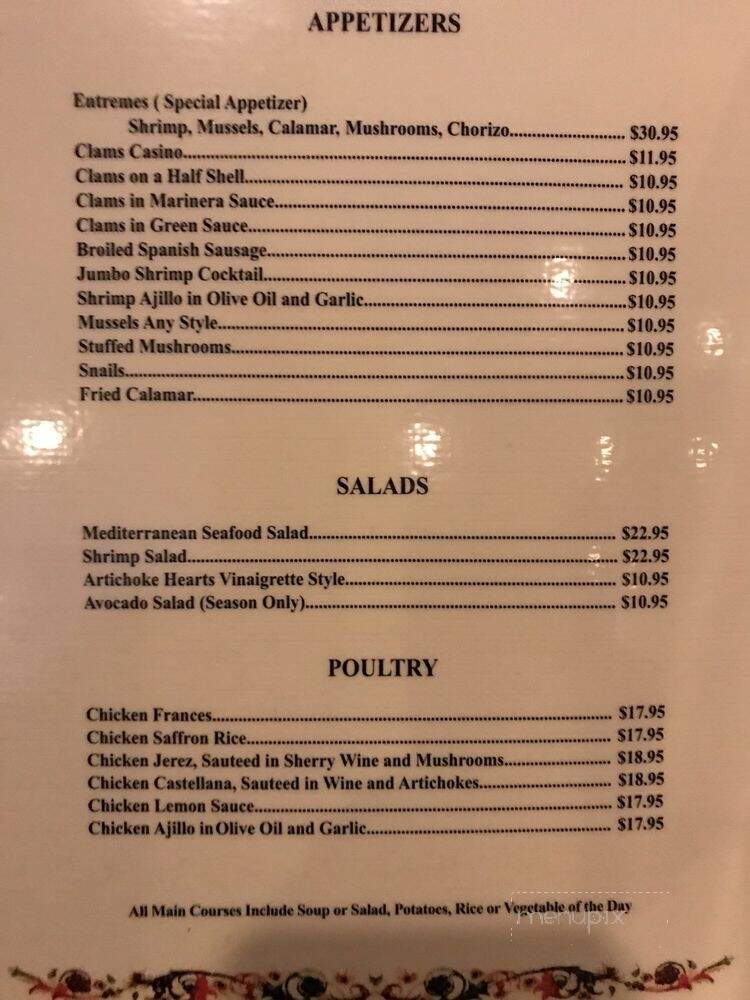 APPETIZERS
Entremes ( Special Appetizer)
Shrimp, Mussels, Calamar, Mushrooms, Chorizo........................ $30.95
Clams Casino.................................................................................... $11.95
Clams on a Half Shell....................................................................... $10.95
Clams in Marinera Sauce................................................................. $10.95
Clams in Green Sauce...................................................................... $10.95
Broiled Spanish Sausage.................................................................. $10.95
Jumbo Shrimp Cocktail................................................................... $10.95
Shrimp Ajillo in Olive Oil and Garlic............................................. $10.95
Mussels Any Style............................................................................. $10.95
Stuffed Mushrooms.......................................................................... $10.95
Snails................................................................................................. $10.95
Fried Calamar.................................................................................. $10.95
SALADS
Mediterranean Seafood Salad.......................................................... $22.95
Shrimp Salad.................................................................................... $22.95
Artichoke Hearts Vinaigrette Style.................................................. $10.95
Avocado Salad (Season Only)........................................................... $10.95
POULTRY
Chicken Frances............................................................................... $17.95
Chicken Saffron Rice........................................................................ $17.95
Chicken Jerez, Sauteed in Sherry Wine and Mushrooms................ $18.95
Chicken Castellana, Sauteed in Wine and Artichokes..................... $18.95
Chicken Lemon Sauce...................................................................... $17.95
Chicken Ajillo in Olive Oil and Garlic............................................. $17.95
All Main Courses Include Soup or Salad, Potatoes, Rice or Vegetable of the Day
menupix